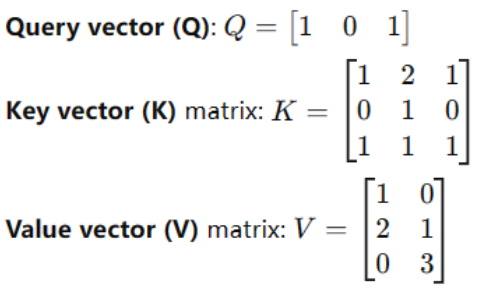 Query vector (Q): Q = [1 0 1]
Key vector (K) matrix: K = [1 2 1
0 1 0
1 1 1]
Value vector (V) matrix: V = [1 0
2 1
0 3]